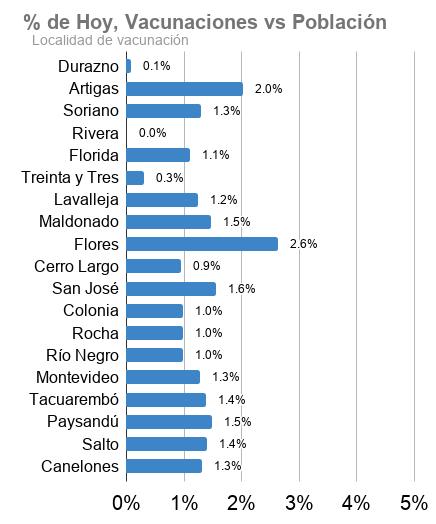 % de Hoy, Vacunaciones vs Población
Localidad de vacunación
Durazno 0.1%
Artigas 2.0%
Soriano 1.3%
Rivera 0.0%
Florida 1.1%
Treinta y Tres 0.3%
Lavalleja 1.2%
Maldonado 1.5%
Flores 2.6%
Cerro Largo 0.9%
San José 1.6%
Colonia 1.0%
Rocha 1.0%
Río Negro 1.0%
Montevideo 1.3%
Tacuarembó 1.4%
Paysandú 1.5%
Salto 1.4%
Canelones 1.3%
0% 1% 2% 3% 4% 5%